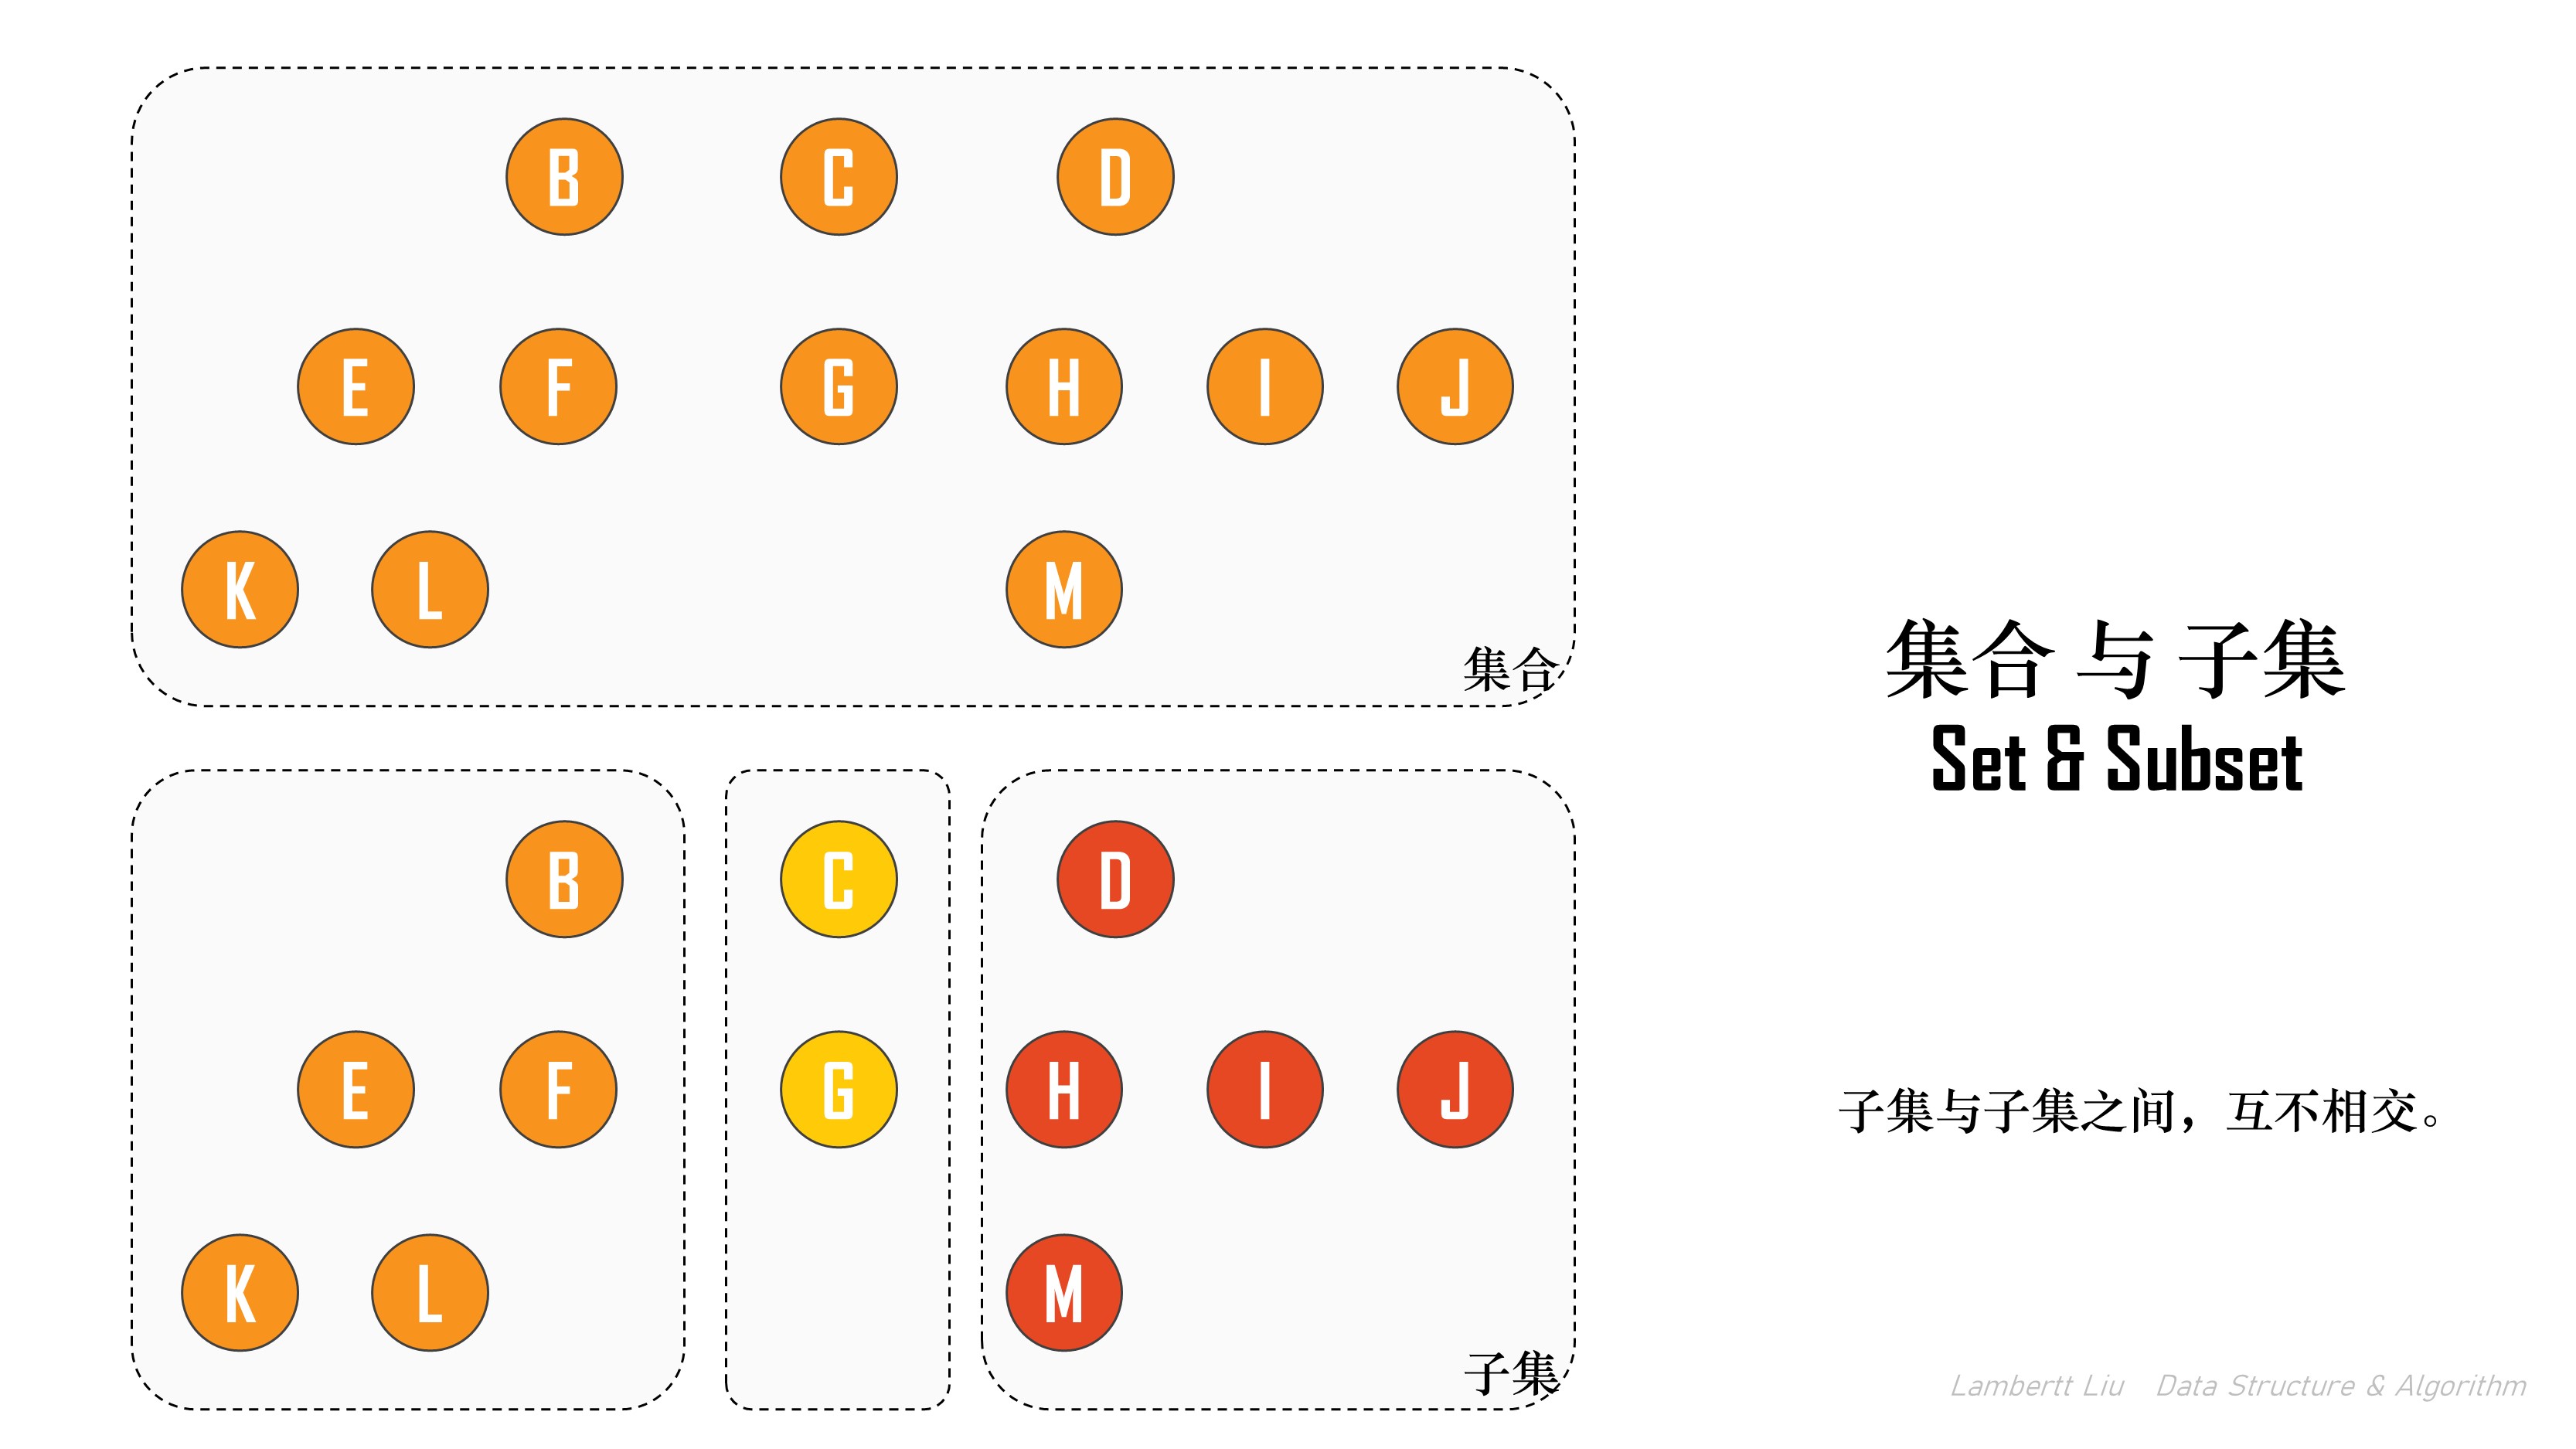 B C D
E F G H I J
K L M
集合
集合 与 子集
Set & Subset
B C D
E F G H I J
K L M
子集
子集与子集之间，互不相交。
Lambertt Liu Data Structure & Algorithm